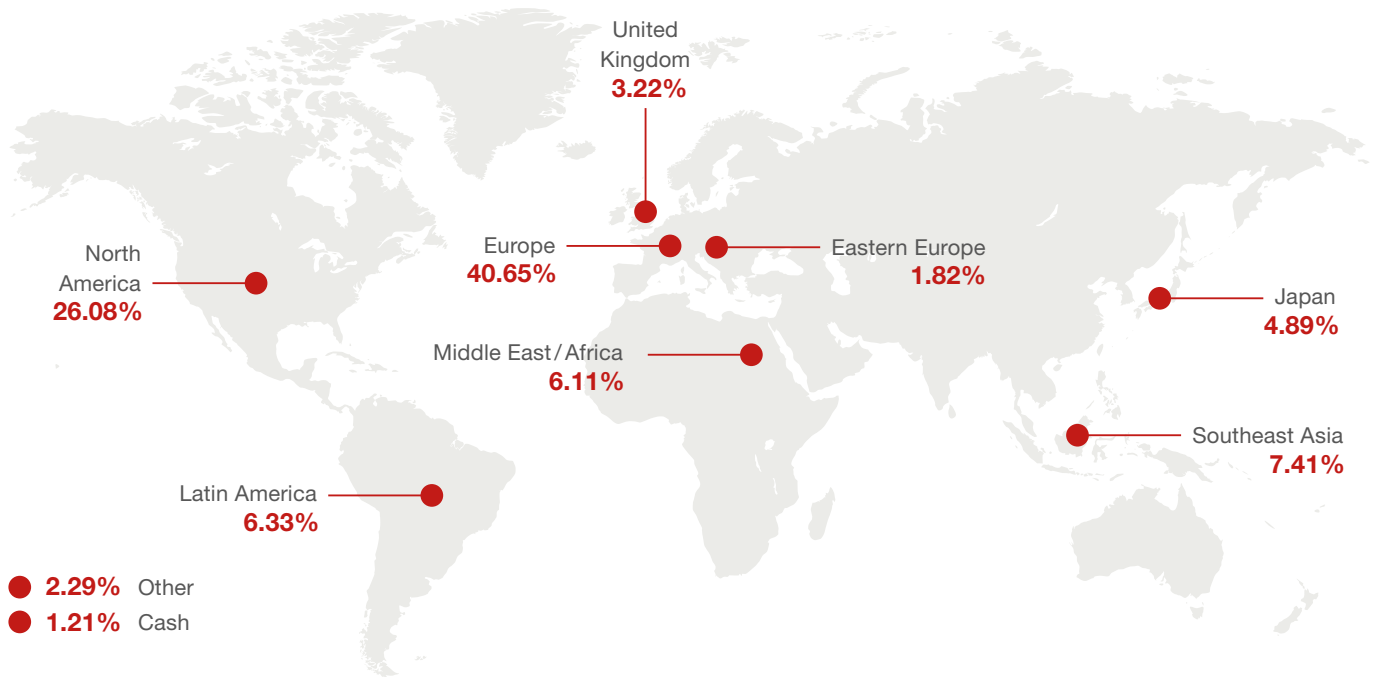 United
Kingdom
3.22%
North
America
26.08%
Europe
40.65%
Eastern Europe
1.82%
Japan
4.89%
Middle East/Africa
6.11%
Southeast Asia
7.41%
Latin America
6.33%
2.29% Other
1.21% Cash